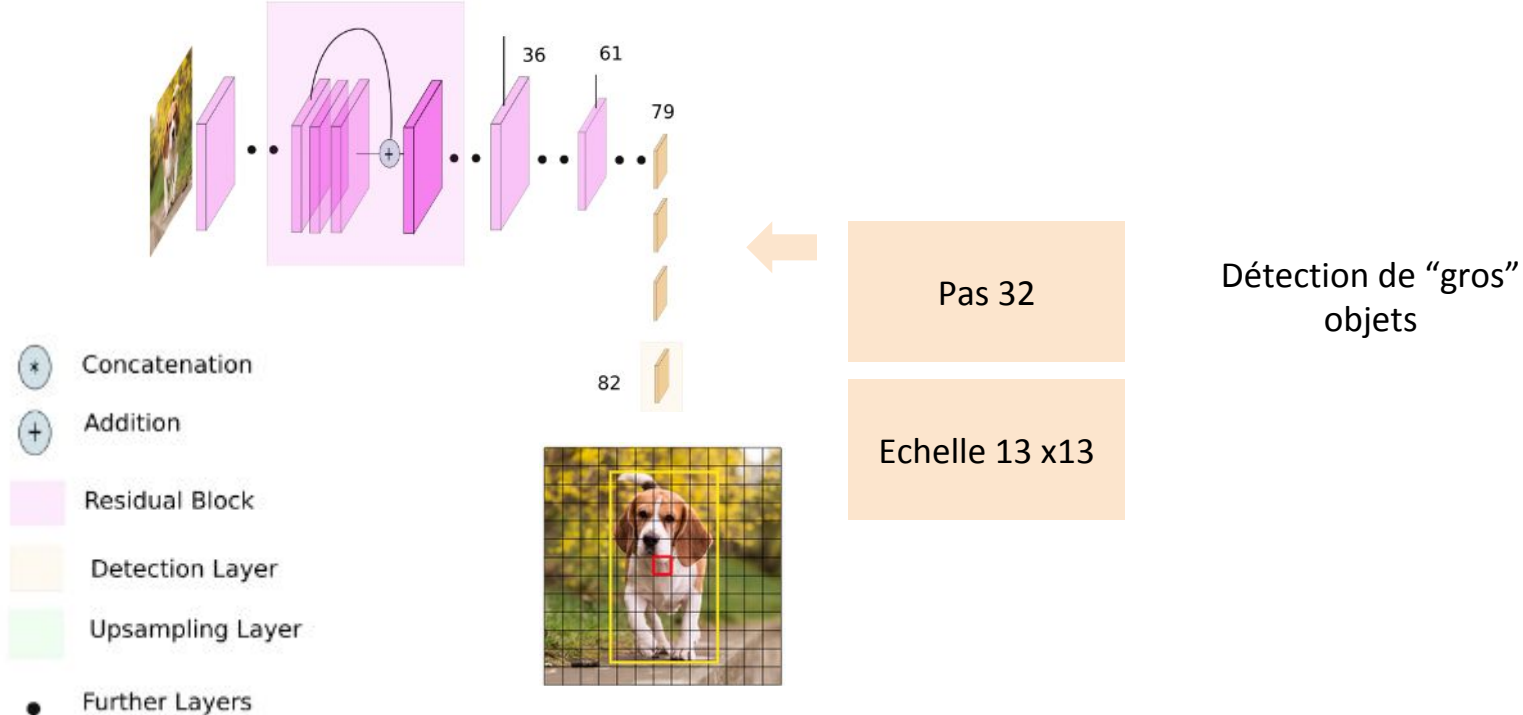 36
61
79
+
82
Pas 32
Détection de “gros”
objets
Echelle 13 x13
* Concatenation
+ Addition
Residual Block
Detection Layer
Upsampling Layer
Further Layers